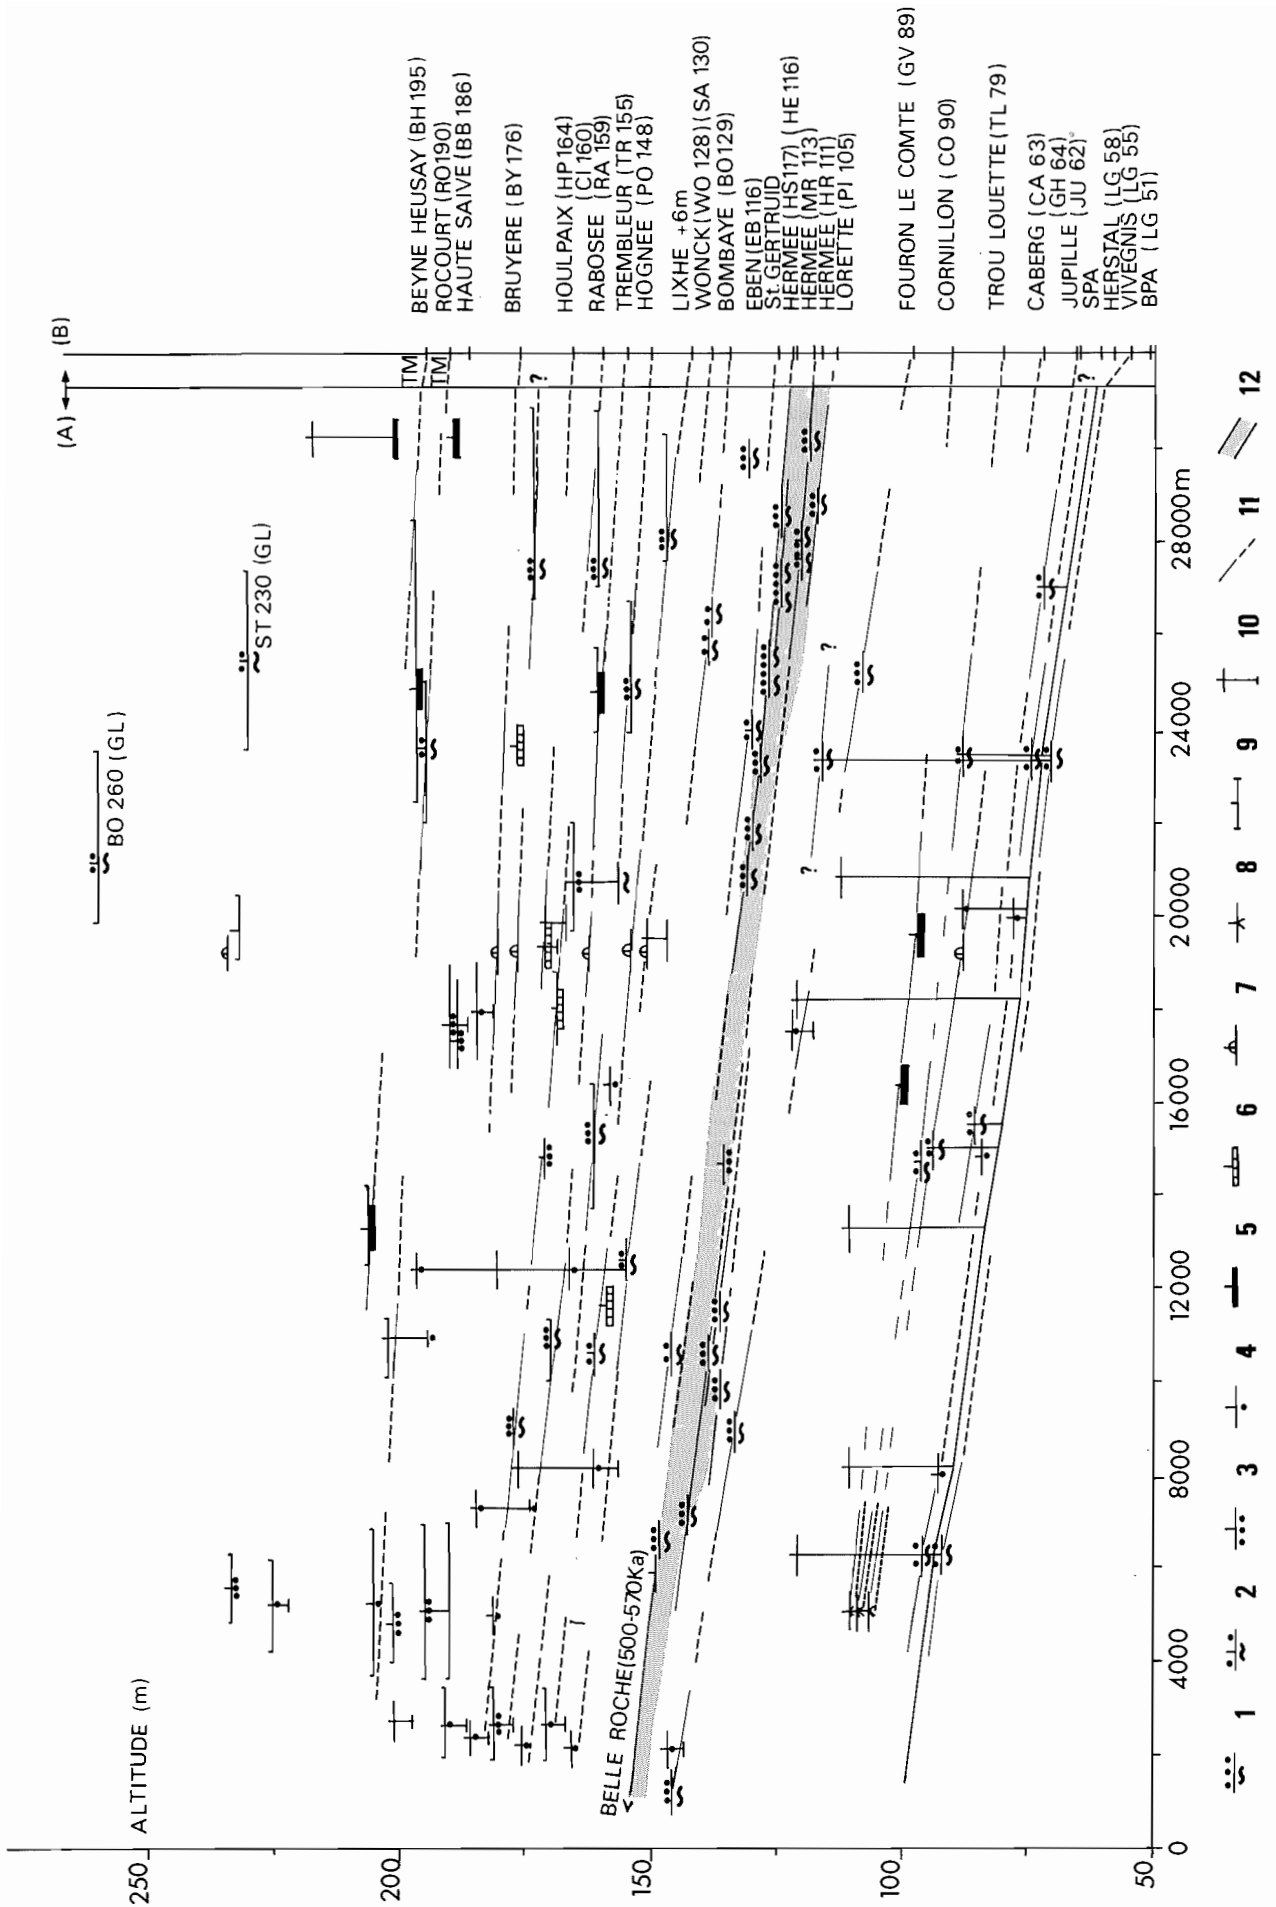 (A)
(B)
ALTITUDE (m)
250
200
150
100
50
BO 260 (GL)
ST 230 (GL)
TM
TM
?
BELLE ROCHE (500-570Ka)
?
?
?
BEYNE HEUSAY (BH 195)
ROCOURT (RO190)
HAUTE SAIVE (BB 186)
BRUYERE (BY 176)
HOULPAIX (HP 164)
(CI 160)
RABOSEE (RA 159)
TREMBLEUR (TR 155)
HOGNEE (PO 148)
LIXHE +6m
WONCK (WO 128) (SA 130)
BOMBAYE (BO129)
EBEN (EB 116)
St. GERTRUID
HERMEE (HS117) (HE 116)
HERMEE (MR 113)
HERMEE (HR 111)
LORETTE (PI 105)
FOURON LE COMTE (GV 89)
CORNILLON (CO 90)
TROU LOUETTE (TL 79)
CABERG (CA 63)
(GH 64)
JUPILLE (JU 62)
SPA
HERSTAL (LG 58)
VIVEGNIS (LG 55)
BPA (LG 51)
0 4000 8000 12000 16000 20000 24000 28000m
1 2 3 4 5 6 7 8 9 10 11 12